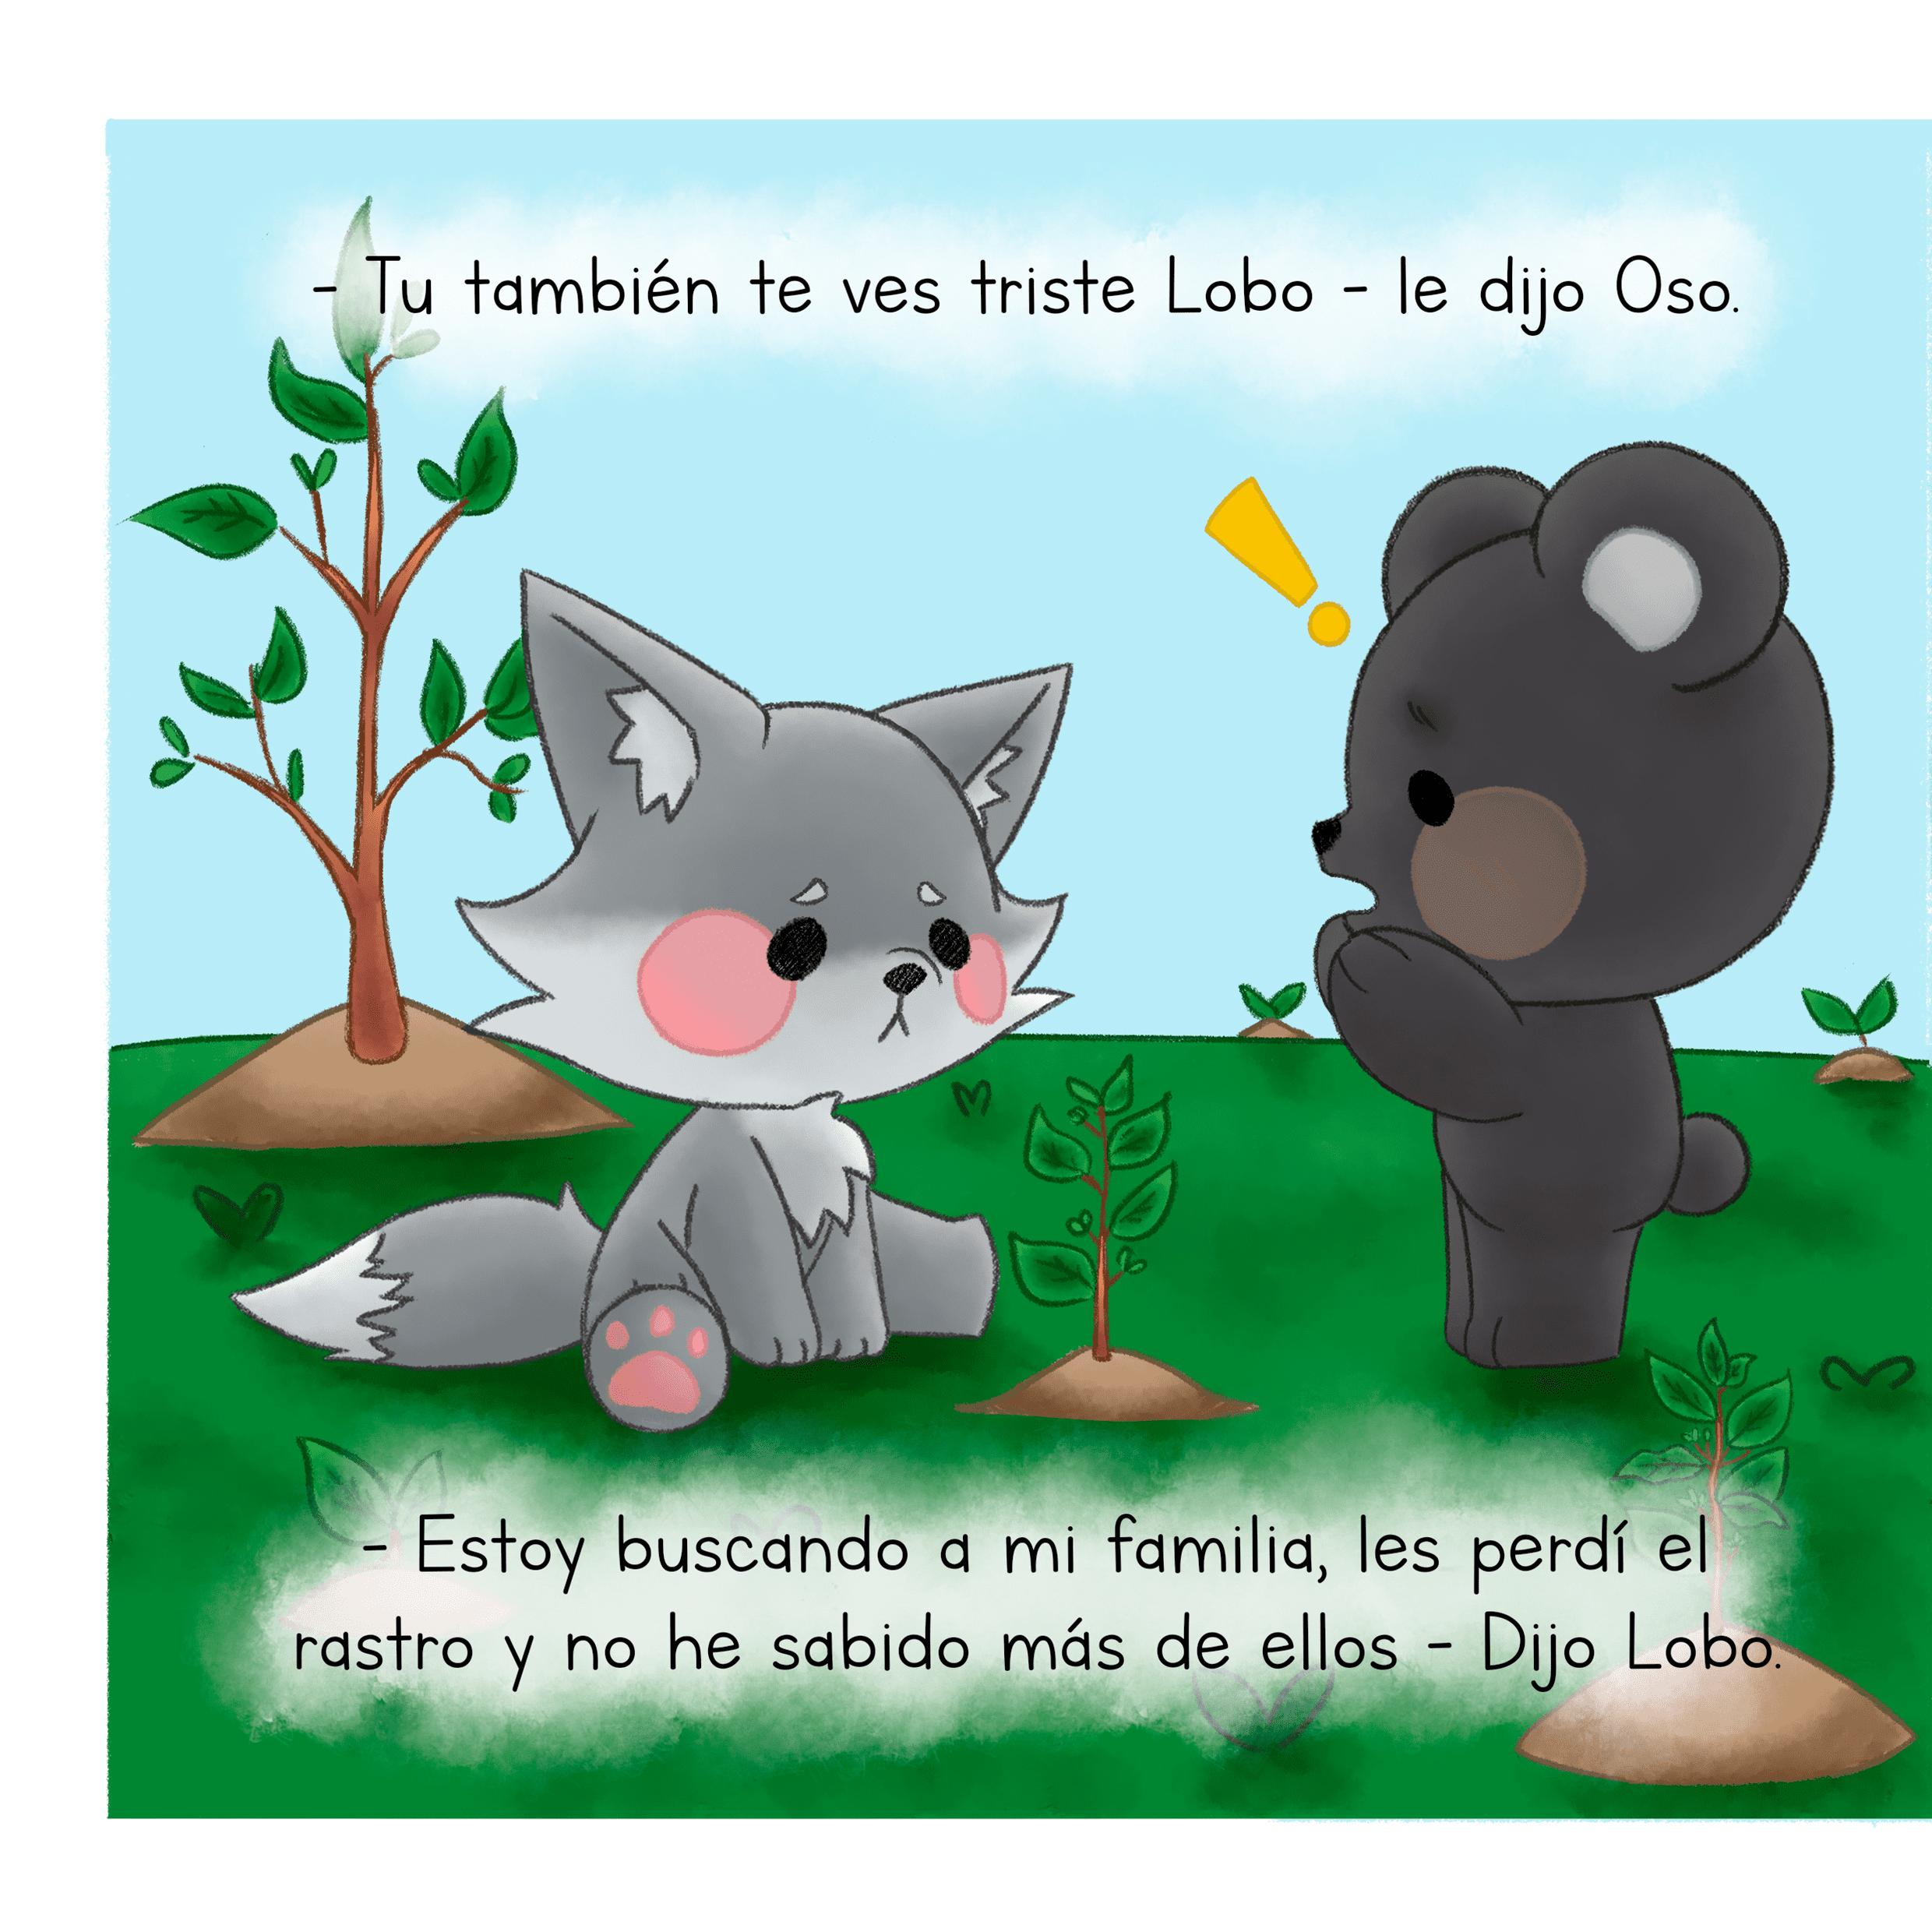 - Tu también te ves triste Lobo - le dijo Oso.
- Estoy buscando a mi familia, les perdí el
rastro y no he sabido más de ellos - Dijo Lobo.